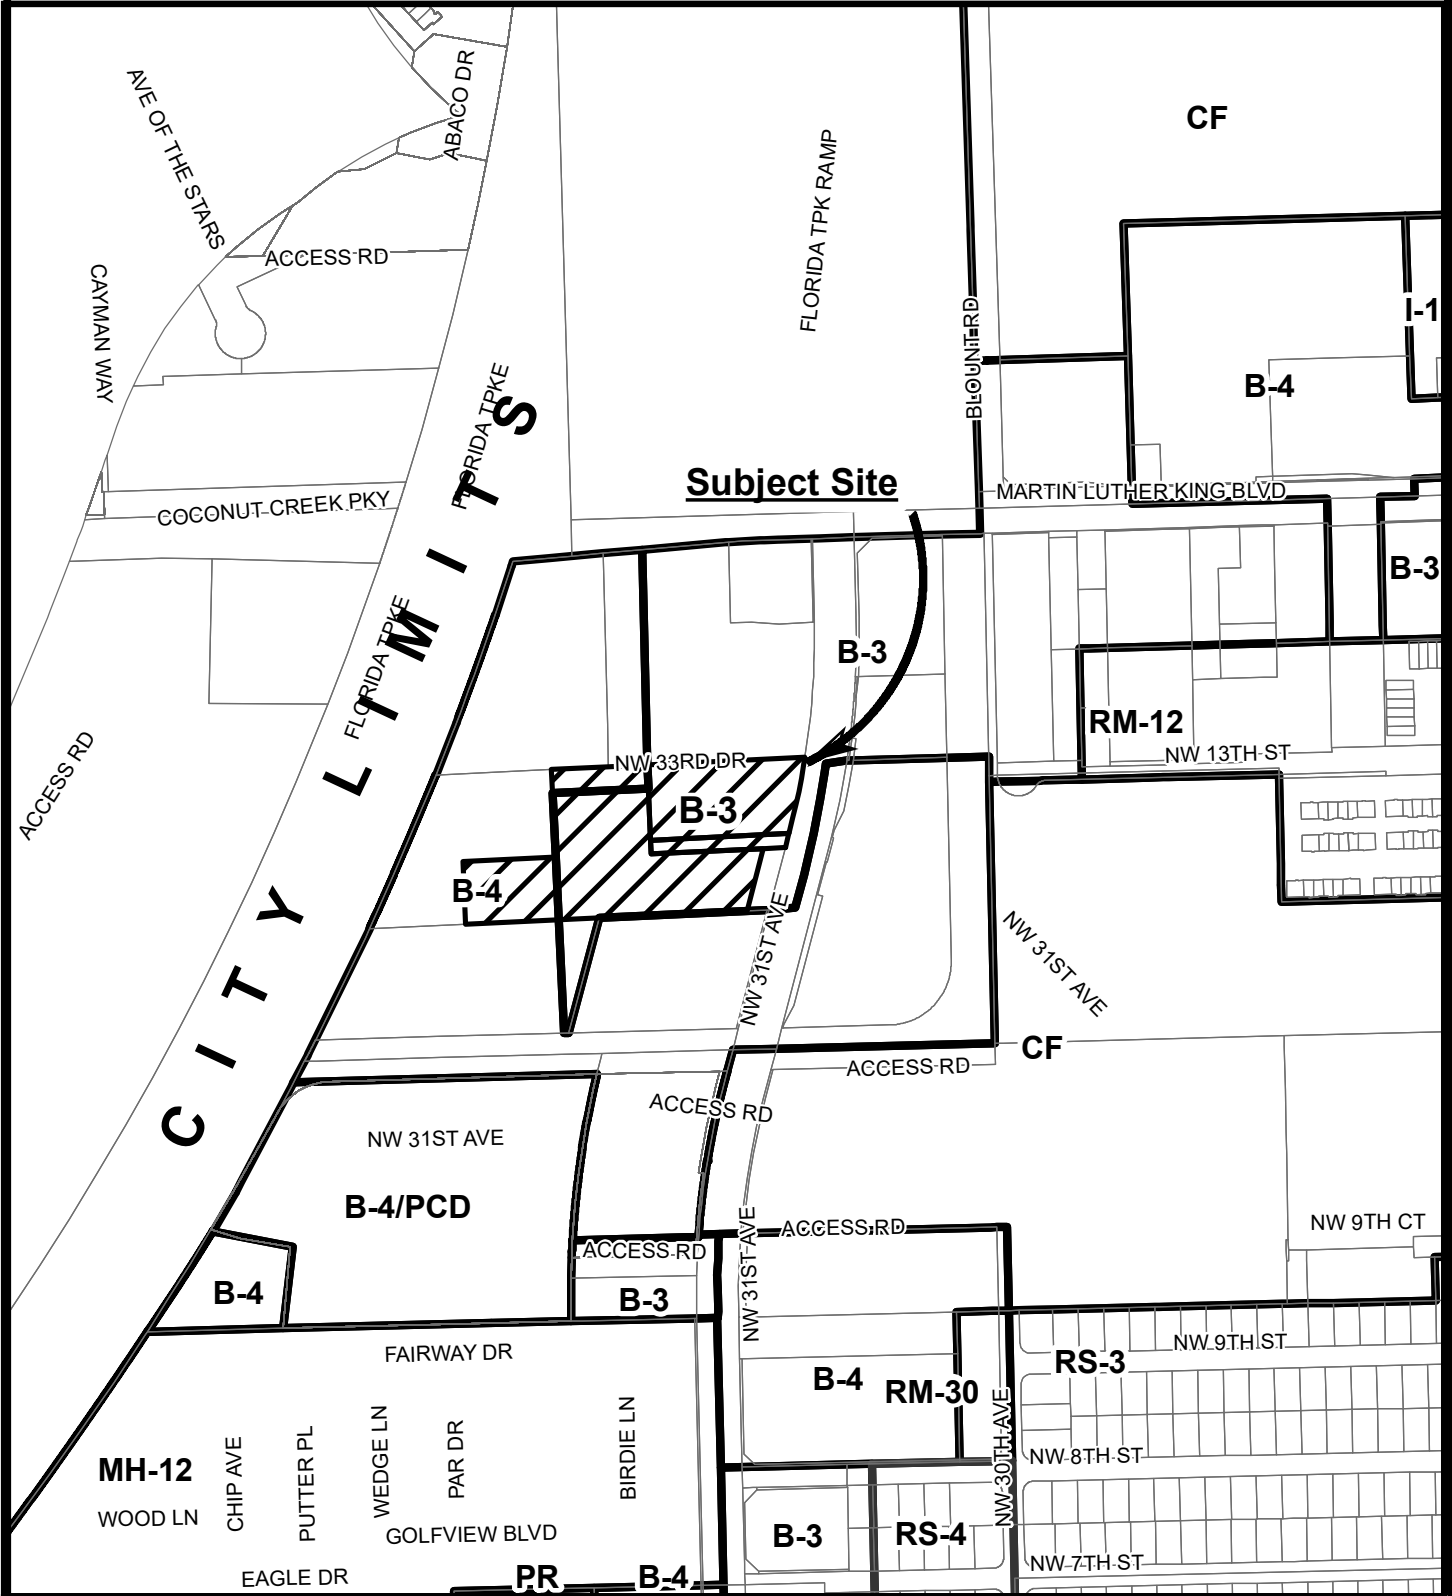 ABACO DR
AVE OF THE STARS
CF
FLORIDA TPK RAMP
ACCESS RD
CAYMAN WAY
BLOUNT RD
I-1
B-4
FLORIDA TPKE
Subject Site
MARTIN LUTHER KING BLVD
COCONUT CREEK PKY
B-3
FLORIDA TPKE
B-3
RM-12
NW 13TH ST
ACCESS RD
NW 33RD DR
B-3
B-4
CITY LIMITS
NW 31ST AVE
NW 31ST AVE
CF
ACCESS RD
ACCESS RD
NW 31ST AVE
B-4/PCD
NW 9TH CT
ACCESS RD
ACCESS RD
NW 31ST AVE
B-4
B-3
FAIRWAY DR
NW 9TH ST
RS-3
B-4
RM-30
NW 30TH AVE
BIRDIE LN
PAR DR
WEDGE LN
PUTTER PL
CHIP AVE
MH-12
NW 8TH ST
WOOD LN
GOLFVIEW BLVD
B-3
RS-4
NW 7TH ST
EAGLE DR
PR
B-4